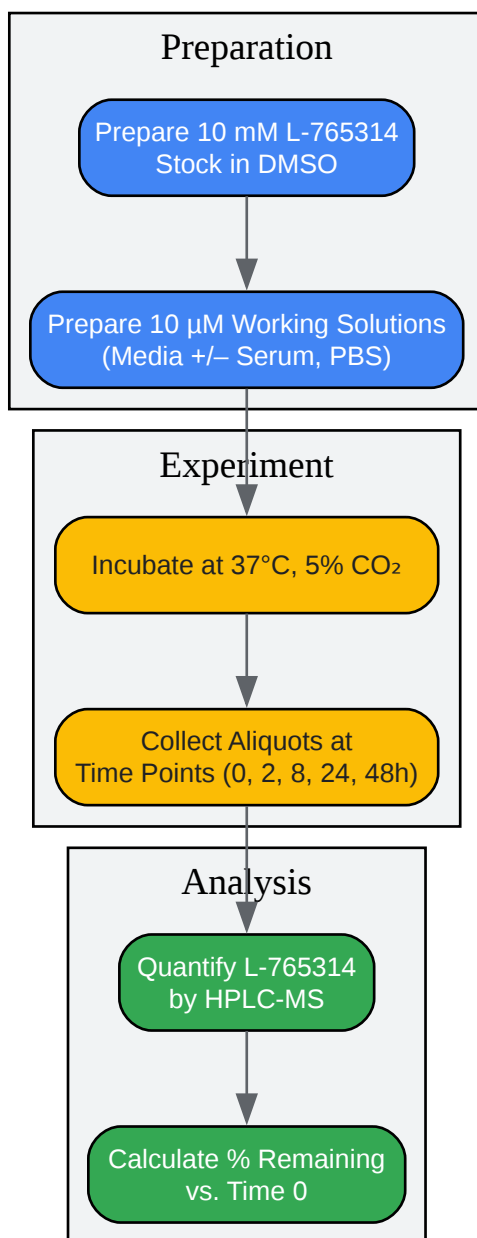 Preparation
Prepare 10 mM L-765314
Stock in DMSO
Prepare 10 µM Working Solutions
(Media +/– Serum, PBS)
Experiment
Incubate at 37°C, 5% CO₂
Collect Aliquots at
Time Points (0, 2, 8, 24, 48h)
Analysis
Quantify L-765314
by HPLC-MS
Calculate % Remaining
vs. Time 0